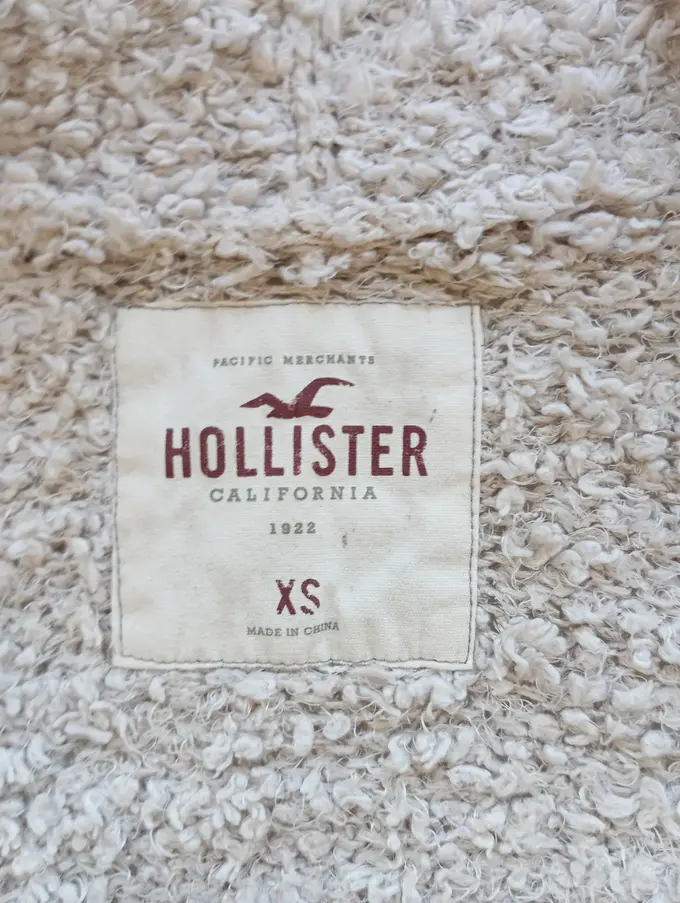 PACIFIC MERCHANTS
HOLLISTER
CALIFORNIA
1922
XS
MADE IN CHINA